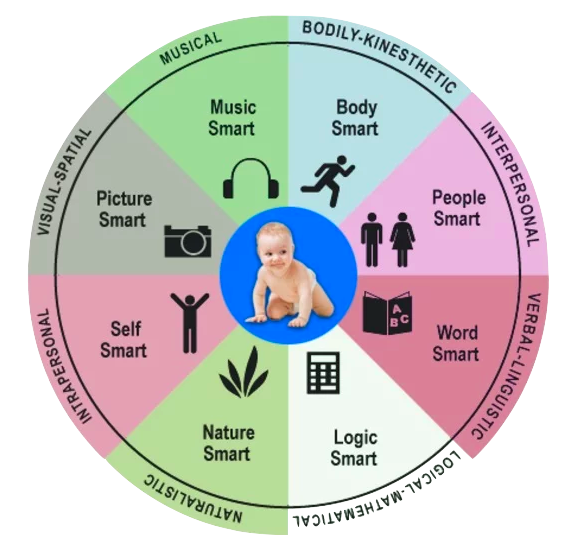 MUSICAL
BODILY-KINESTHETIC
INTERPERSONAL
VERBAL-LINGUISTIC
LOGICAL-MATHEMATICAL
NATURALISTIC
INTRAPERSONAL
VISUAL-SPATIAL
Music
Smart
Body
Smart
People
Smart
A
B C
Word
Smart
Logic
Smart
Nature
Smart
Self
Smart
Picture
Smart